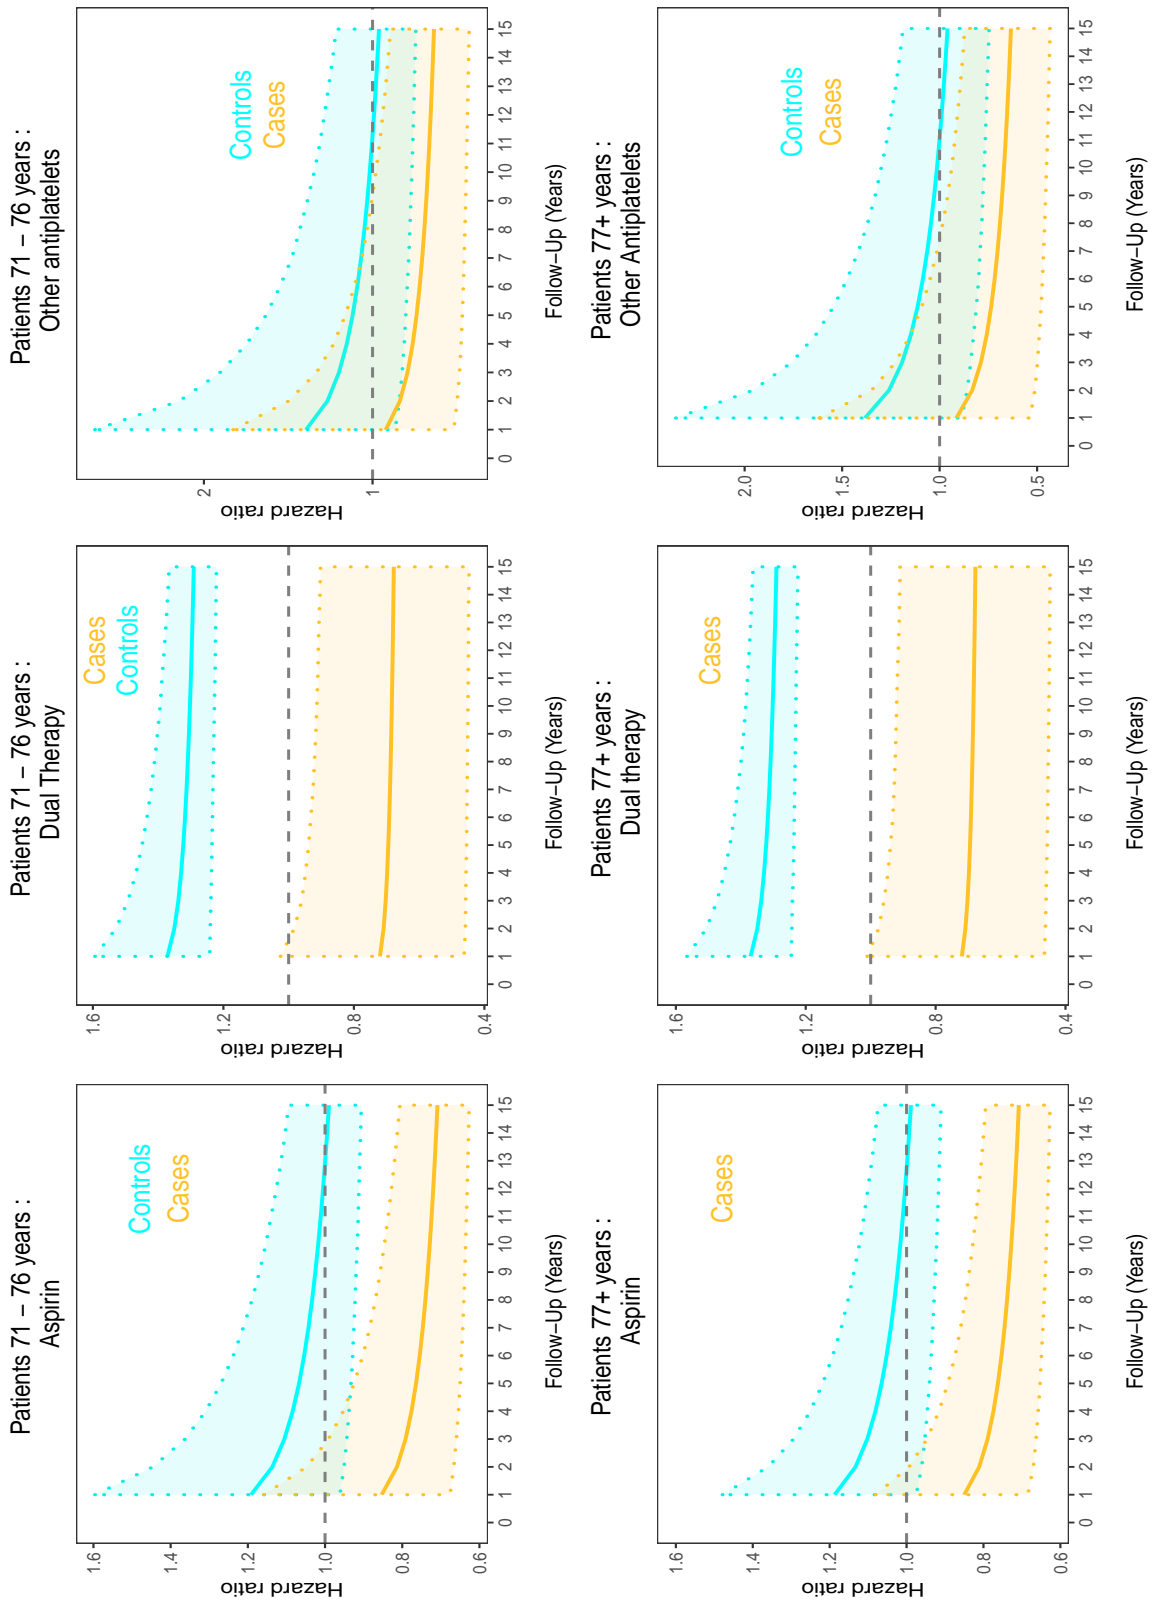 Patients 71 – 76 years :
Aspirin
Hazard ratio
1.6
1.4
1.2
1.0
0.8
0.6
Controls
Cases
0 1 2 3 4 5 6 7 8 9 10 11 12 13 14 15
Follow–Up (Years)
Patients 71 – 76 years :
Dual Therapy
Hazard ratio
1.6
1.2
0.8
0.4
Cases
Controls
0 1 2 3 4 5 6 7 8 9 10 11 12 13 14 15
Follow–Up (Years)
Patients 71 – 76 years :
Other antiplatelets
Hazard ratio
2
1
Controls
Cases
0 1 2 3 4 5 6 7 8 9 10 11 12 13 14 15
Follow–Up (Years)
Patients 77+ years :
Aspirin
Hazard ratio
1.6
1.4
1.2
1.0
0.8
0.6
Cases
0 1 2 3 4 5 6 7 8 9 10 11 12 13 14 15
Follow–Up (Years)
Patients 77+ years :
Dual therapy
Hazard ratio
1.6
1.2
0.8
0.4
Cases
0 1 2 3 4 5 6 7 8 9 10 11 12 13 14 15
Follow–Up (Years)
Patients 77+ years :
Other Antiplatelets
Hazard ratio
2.0
1.5
1.0
0.5
Controls
Cases
0 1 2 3 4 5 6 7 8 9 10 11 12 13 14 15
Follow–Up (Years)